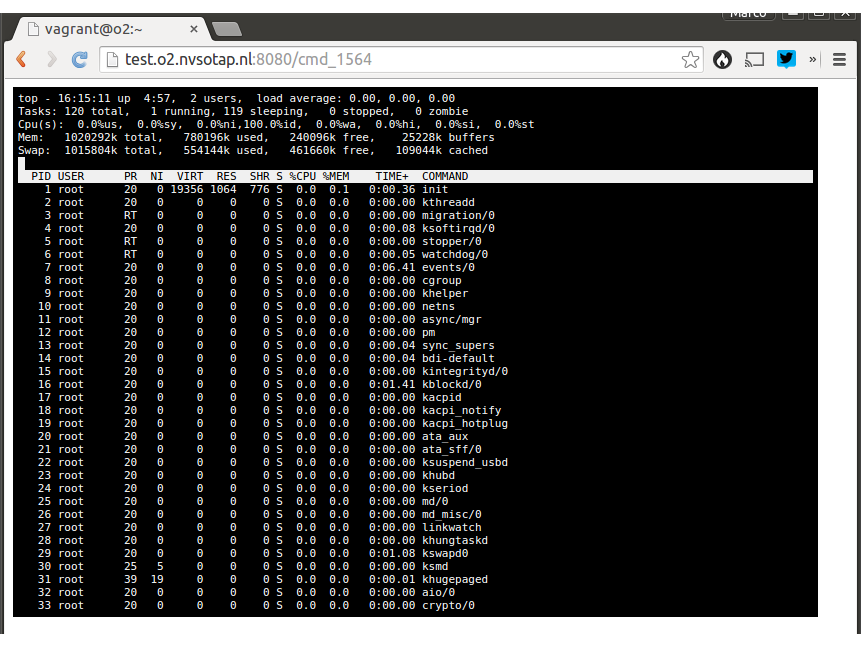 Marco
vagrant@o2:~
test.o2.nvsotap.nl:8080/cmd_1564
top - 16:15:11 up  4:57,  2 users,  load average: 0.00, 0.00, 0.00
Tasks: 120 total,   1 running, 119 sleeping,   0 stopped,   0 zombie
Cpu(s):  0.0%us,  0.0%sy,  0.0%ni,100.0%id,  0.0%wa,  0.0%hi,  0.0%si,  0.0%st
Mem:   1020292k total,   780196k used,   240096k free,    25228k buffers
Swap:  1015804k total,   554144k used,   461660k free,   109044k cached
PID USER      PR  NI  VIRT  RES  SHR S %CPU %MEM    TIME+  COMMAND
1 root      20   0 19356 1064  776 S  0.0  0.1   0:00.36 init
2 root      20   0     0    0    0 S  0.0  0.0   0:00.00 kthreadd
3 root      RT   0     0    0    0 S  0.0  0.0   0:00.00 migration/0
4 root      20   0     0    0    0 S  0.0  0.0   0:00.08 ksoftirqd/0
5 root      RT   0     0    0    0 S  0.0  0.0   0:00.00 stopper/0
6 root      RT   0     0    0    0 S  0.0  0.0   0:00.05 watchdog/0
7 root      20   0     0    0    0 S  0.0  0.0   0:06.41 events/0
8 root      20   0     0    0    0 S  0.0  0.0   0:00.00 cgroup
9 root      20   0     0    0    0 S  0.0  0.0   0:00.00 khelper
10 root      20   0     0    0    0 S  0.0  0.0   0:00.00 netns
11 root      20   0     0    0    0 S  0.0  0.0   0:00.00 async/mgr
12 root      20   0     0    0    0 S  0.0  0.0   0:00.00 pm
13 root      20   0     0    0    0 S  0.0  0.0   0:00.04 sync_supers
14 root      20   0     0    0    0 S  0.0  0.0   0:00.04 bdi-default
15 root      20   0     0    0    0 S  0.0  0.0   0:00.00 kintegrityd/0
16 root      20   0     0    0    0 S  0.0  0.0   0:01.41 kblockd/0
17 root      20   0     0    0    0 S  0.0  0.0   0:00.00 kacpid
18 root      20   0     0    0    0 S  0.0  0.0   0:00.00 kacpi_notify
19 root      20   0     0    0    0 S  0.0  0.0   0:00.00 kacpi_hotplug
20 root      20   0     0    0    0 S  0.0  0.0   0:00.00 ata_aux
21 root      20   0     0    0    0 S  0.0  0.0   0:00.00 ata_sff/0
22 root      20   0     0    0    0 S  0.0  0.0   0:00.00 ksuspend_usbd
23 root      20   0     0    0    0 S  0.0  0.0   0:00.00 khubd
24 root      20   0     0    0    0 S  0.0  0.0   0:00.00 kseriod
25 root      20   0     0    0    0 S  0.0  0.0   0:00.00 md/0
26 root      20   0     0    0    0 S  0.0  0.0   0:00.00 md_misc/0
27 root      20   0     0    0    0 S  0.0  0.0   0:00.00 linkwatch
28 root      20   0     0    0    0 S  0.0  0.0   0:00.00 khungtaskd
29 root      20   0     0    0    0 S  0.0  0.0   0:01.08 kswapd0
30 root      25   5     0    0    0 S  0.0  0.0   0:00.00 ksmd
31 root      39  19     0    0    0 S  0.0  0.0   0:00.01 khugepaged
32 root      20   0     0    0    0 S  0.0  0.0   0:00.00 aio/0
33 root      20   0     0    0    0 S  0.0  0.0   0:00.00 crypto/0